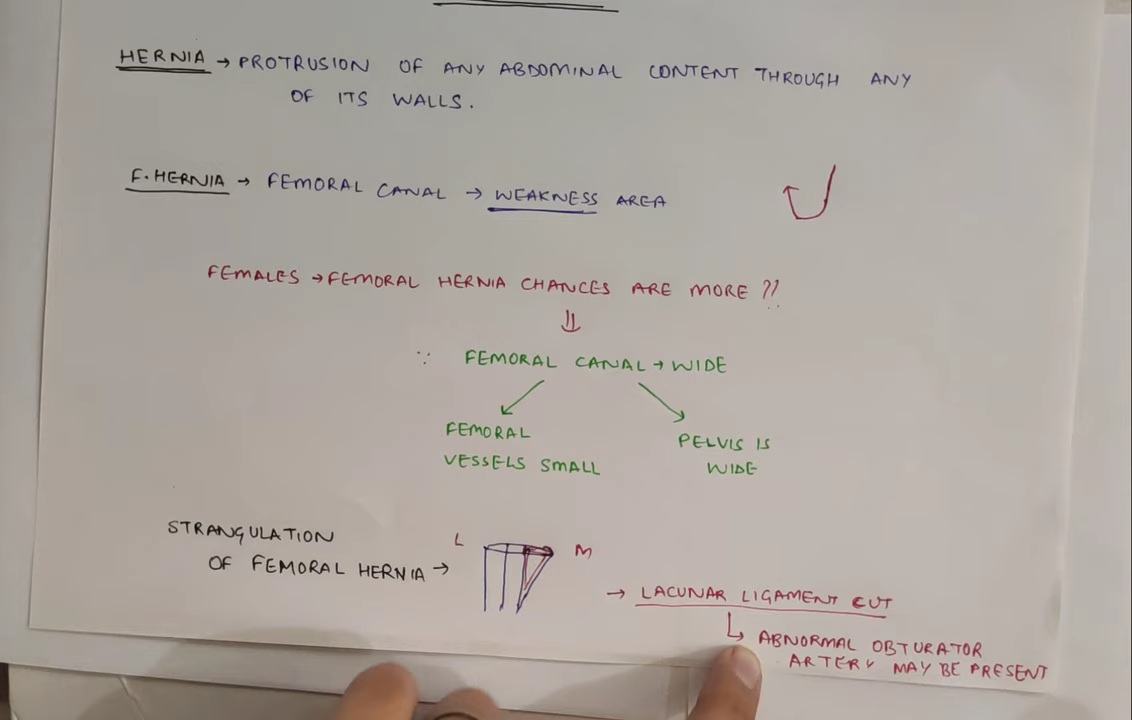 HERNIA → PROTRUSION OF ANY ABDOMINAL CONTENT THROUGH ANY
OF ITS WALLS.
F. HERNIA → FEMORAL CANAL → WEAKNESS AREA
FEMALES → FEMORAL HERNIA CHANCES ARE MORE ??
⇓
∵ FEMORAL CANAL → WIDE
FEMORAL
VESSELS SMALL
PELVIS IS
WIDE
STRANGULATION
OF FEMORAL HERNIA →
L
M
→ LACUNAR LIGAMENT CUT
↳ ABNORMAL OBTURATOR
ARTERY MAY BE PRESENT